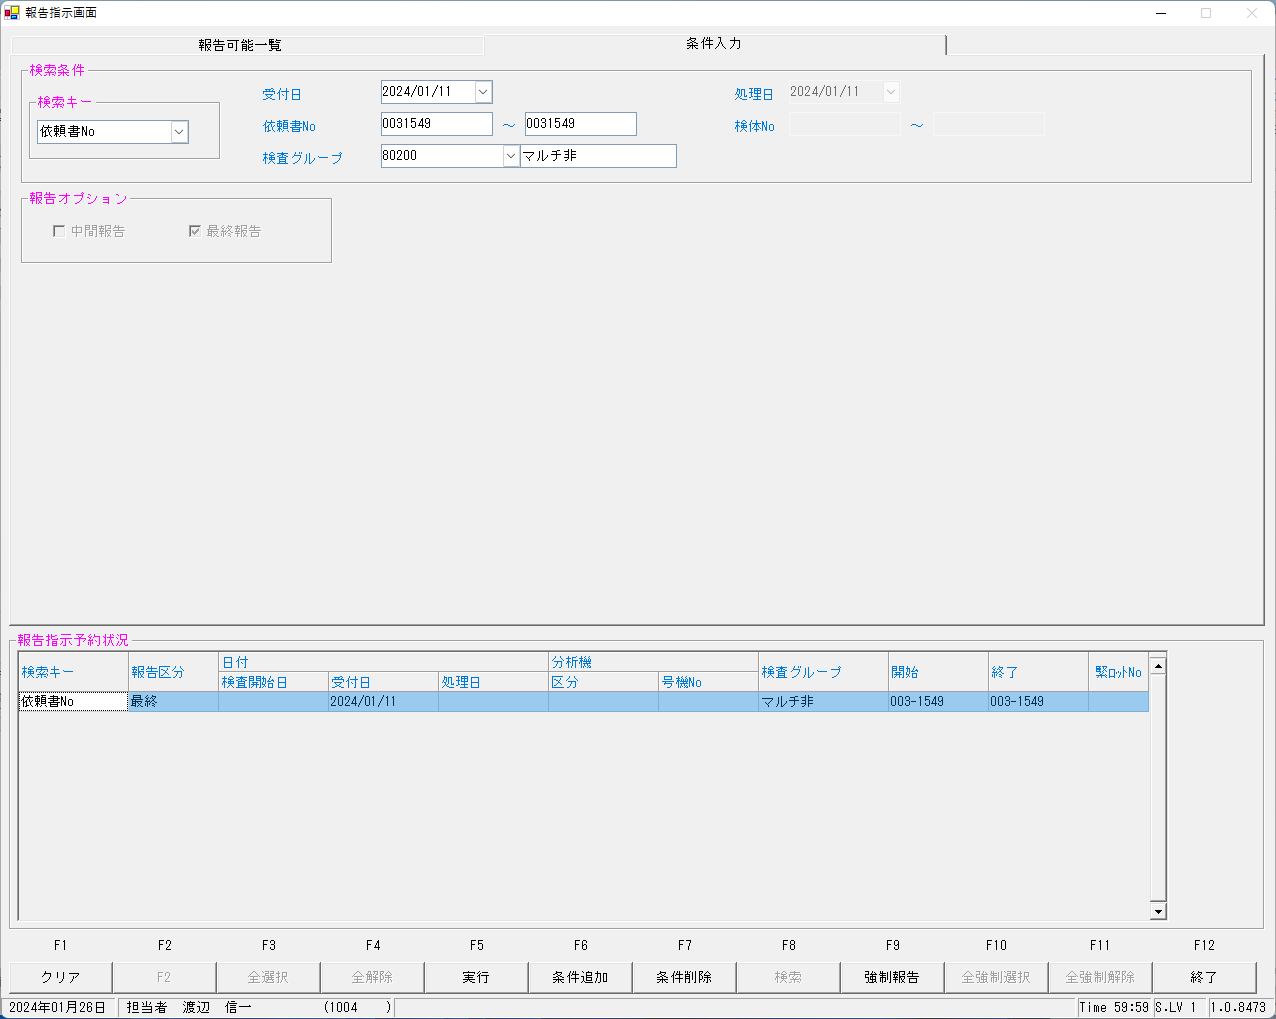 報告指示画面
報告可能一覧 条件入力
検索条件
検索キー
依頼書No
受付日 2024/01/11 処理日 2024/01/11
依頼書No 0031549 ～ 0031549 検体No ～
検査グループ 80200 マルチ非
報告オプション
中間報告 最終報告
報告指示予約状況
検索キー 報告区分 日付 分析機 検査グループ 開始 終了 緊ﾛｯﾄNo
検査開始日 受付日 処理日 区分 号機No
依頼書No 最終 2024/01/11 マルチ非 003-1549 003-1549
F1 F2 F3 F4 F5 F6 F7 F8 F9 F10 F11 F12
クリア F2 全選択 全解除 実行 条件追加 条件削除 検索 強制報告 全強制選択 全強制解除 終了
2024年01月26日 担当者 渡辺 信一 (1004 ) Time 59:59 S.LV 1 1.0.8473